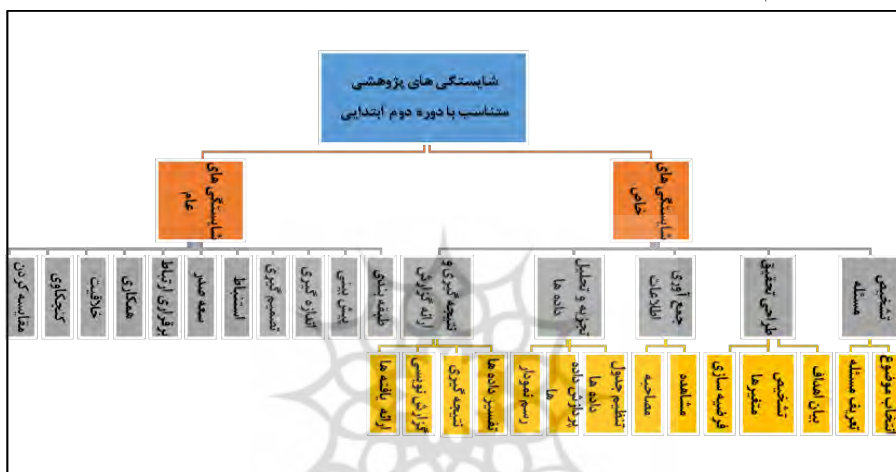 شایستگی های پژوهشی
متناسب با دوره دوم ابتدایی
شایستگی های
خاص
شایستگی های
عام
تشخیص
مسئله
طراحی تحقیق
جمع آوری
اطلاعات
تجزیه و تحلیل
داده ها
نتیجه گیری و
ارائه گزارش
طبقه بندی
پیش بینی
اندازه گیری
تصمیم گیری
استنباط
سعه صدر
برقراری ارتباط
همکاری
خلاقیت
کنجکاوی
مقایسه کردن
انتخاب موضوع
تعریف مسئله
بیان اهداف
تشخیص
متغیرها
فرضیه سازی
مشاهده
مصاحبه
تنظیم جدول
داده ها
پردازش داده
ها
رسم نمودار
تفسیر داده ها
نتیجه گیری
گزارش نویسی
ارائه یافته ها